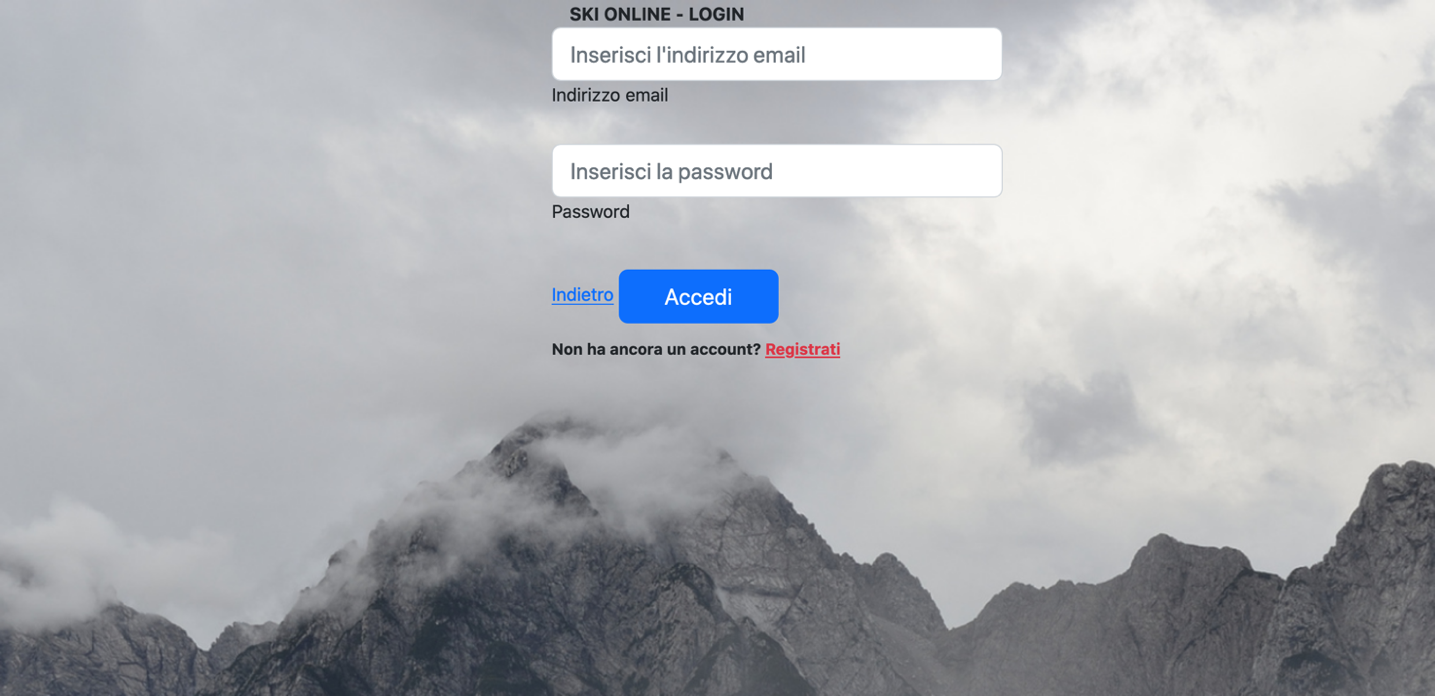 SKI ONLINE - LOGIN
Inserisci l'indirizzo email
Indirizzo email
Inserisci la password
Password
Indietro Accedi
Non ha ancora un account? Registrati